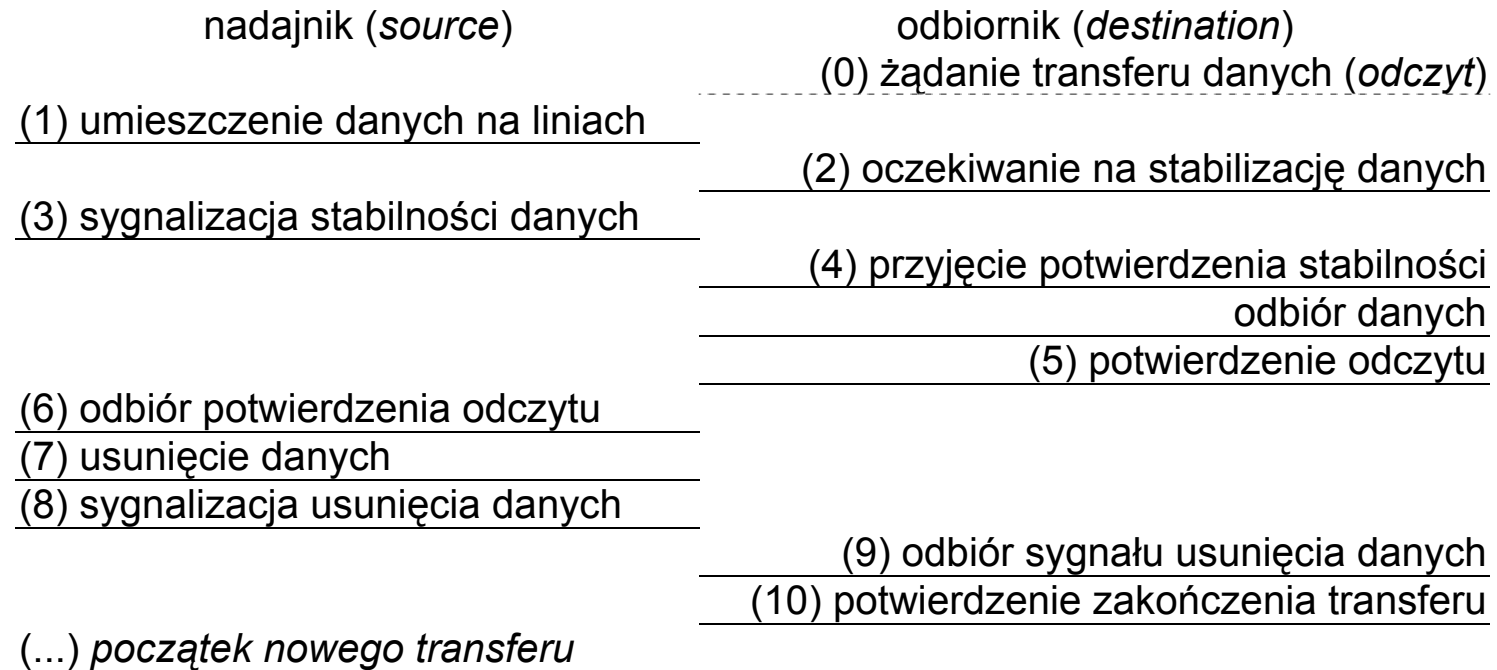 nadajnik (source) odbiornik (destination)
(0) żądanie transferu danych (odczyt)
(1) umieszczenie danych na liniach
(2) oczekiwanie na stabilizację danych
(3) sygnalizacja stabilności danych
(4) przyjęcie potwierdzenia stabilności
odbiór danych
(5) potwierdzenie odczytu
(6) odbiór potwierdzenia odczytu
(7) usunięcie danych
(8) sygnalizacja usunięcia danych
(9) odbiór sygnału usunięcia danych
(10) potwierdzenie zakończenia transferu
(...) początek nowego transferu